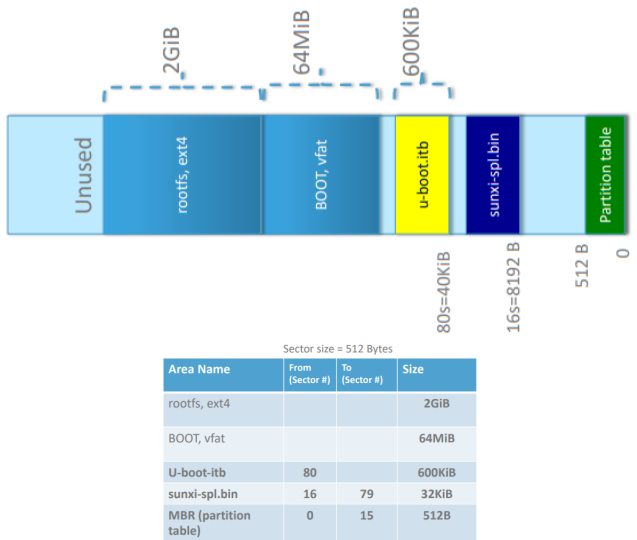 2GiB
64MiB
600KiB
Unused
rootfs, ext4
BOOT, vfat
u-boot.itb
sunxi-spl.bin
Partition table
80s=40KiB
16s=8192 B
512 B
0
Sector size = 512 Bytes
Area Name From (Sector #) To (Sector #) Size
rootfs, ext4 2GiB
BOOT, vfat 64MiB
U-boot-itb 80 600KiB
sunxi-spl.bin 16 79 32KiB
MBR (partition table) 0 15 512B